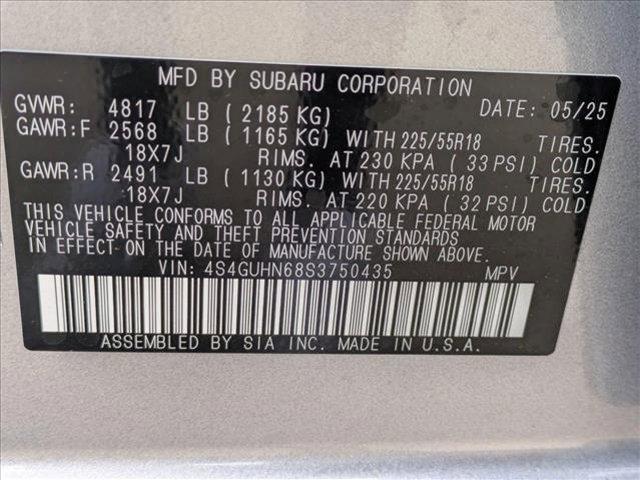 MFD BY SUBARU CORPORATION
GVWR: 4817 LB ( 2185 KG) DATE: 05/25
GAWR:F 2568 LB ( 1165 KG) WITH 225/55R18 TIRES.
18X7J RIMS. AT 230 KPA ( 33 PSI) COLD
GAWR:R 2491 LB ( 1130 KG) WITH 225/55R18 TIRES.
18X7J RIMS. AT 220 KPA ( 32 PSI) COLD
THIS VEHICLE CONFORMS TO ALL APPLICABLE FEDERAL MOTOR
VEHICLE SAFETY AND THEFT PREVENTION STANDARDS
IN EFFECT ON THE DATE OF MANUFACTURE SHOWN ABOVE.
VIN: 4S4GUHN68S3750435 MPV
ASSEMBLED BY SIA INC. MADE IN U.S.A.